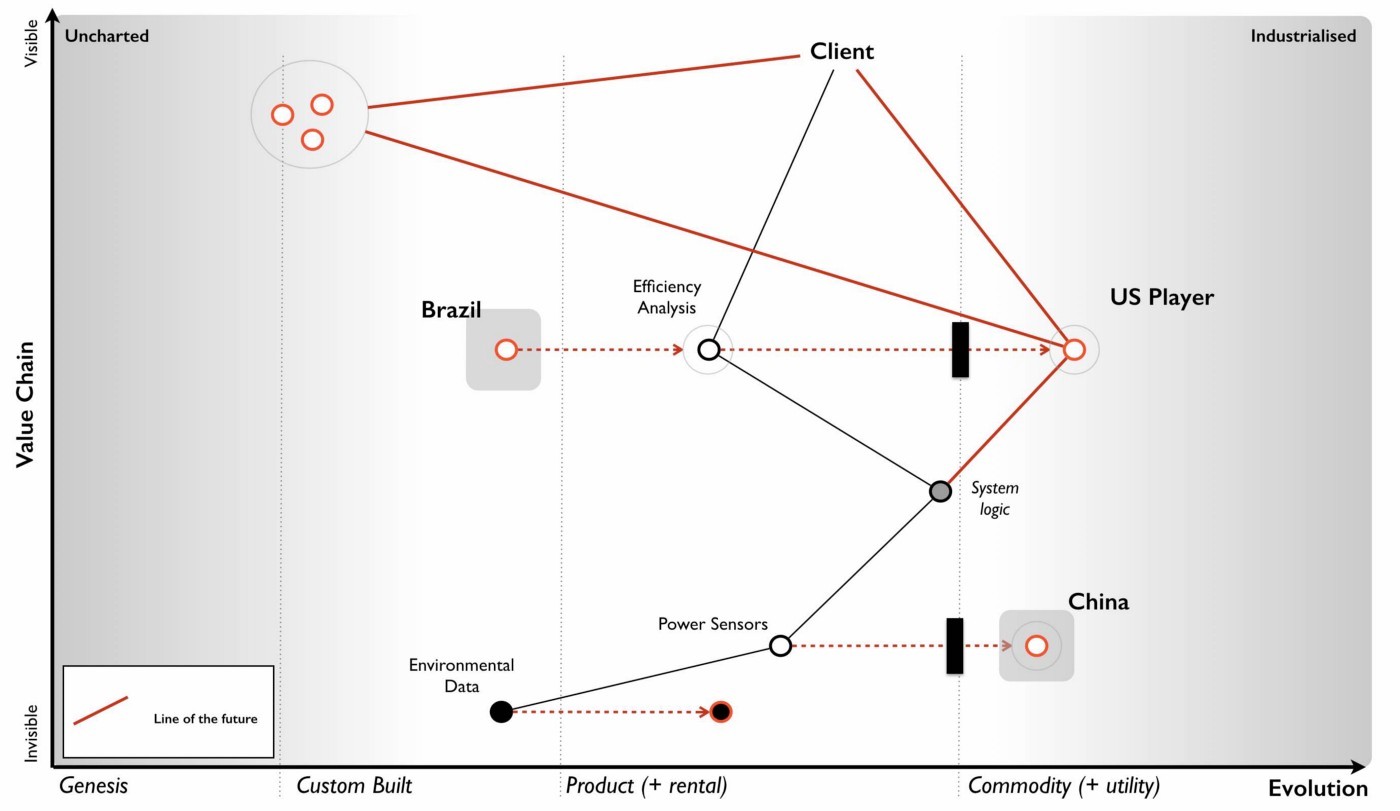 Visible
Uncharted
Client
Industrialised
Efficiency
Analysis
Brazil
US Player
Value Chain
System
logic
China
Power Sensors
Environmental
Data
Line of the future
Invisible
Genesis
Custom Built
Product (+ rental)
Commodity (+ utility)
Evolution